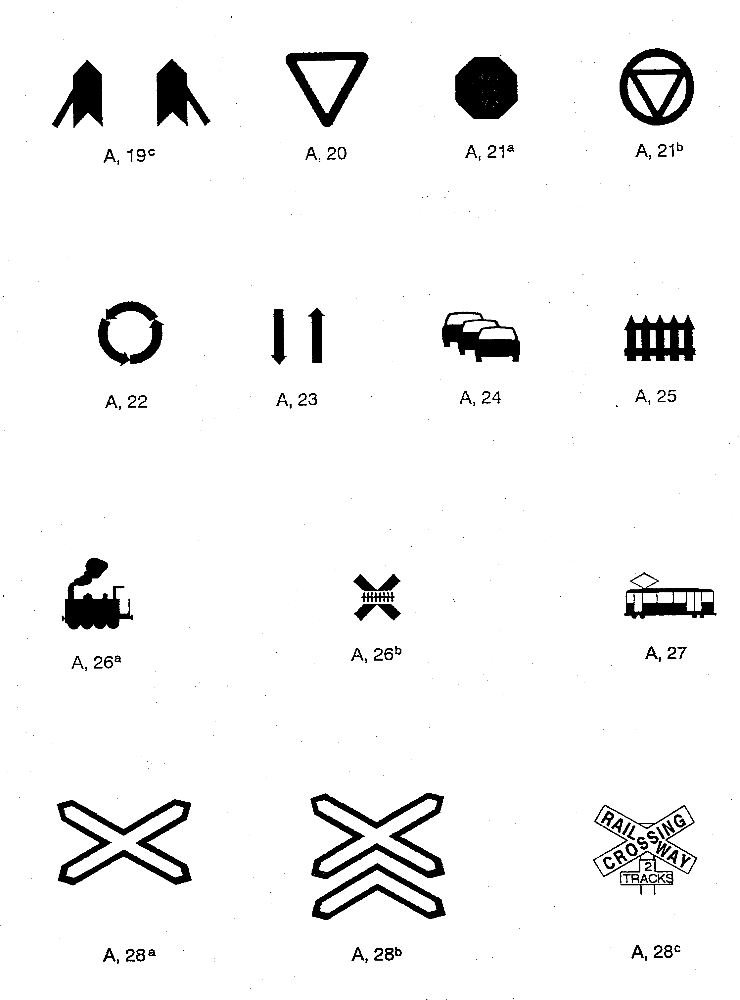 A, 19ᶜ
A, 20
A, 21ᵃ
A, 21ᵇ
A, 22
A, 23
A, 24
A, 25
A, 26ᵃ
A, 26ᵇ
A, 27
RAILWAY
CROSSING
2
TRACKS
A, 28ᵃ
A, 28ᵇ
A, 28ᶜ